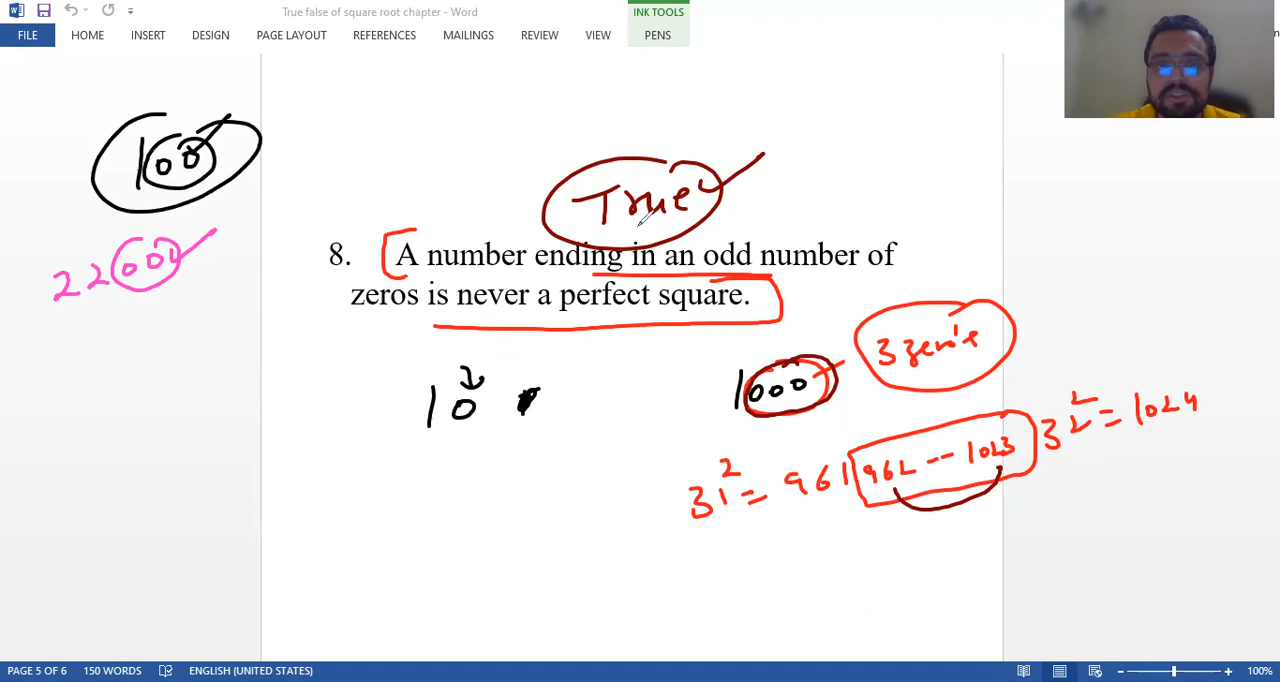 True false of square root chapter - Word
INK TOOLS
FILE HOME INSERT DESIGN PAGE LAYOUT REFERENCES MAILINGS REVIEW VIEW PENS
100
True
22000
8. A number ending in an odd number of
zeros is never a perfect square.
3 zero's
10
1000
31² = 961 962 -- 1023 32² = 1024
PAGE 5 OF 6 150 WORDS ENGLISH (UNITED STATES) 100%